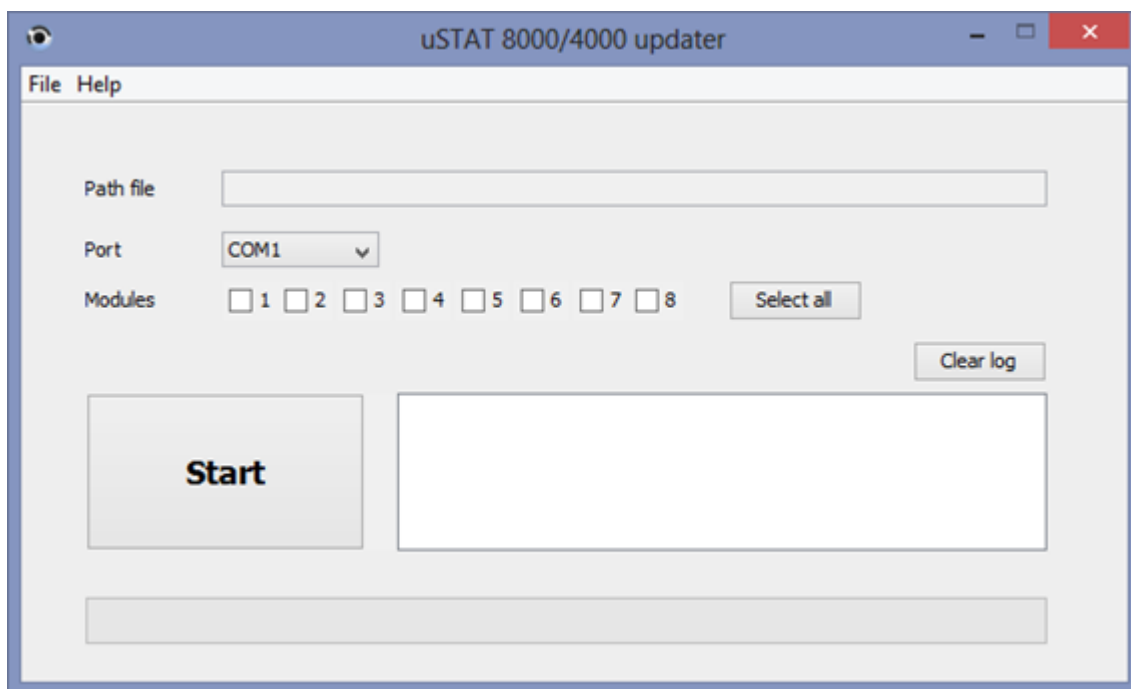 uSTAT 8000/4000 updater
File Help
Path file
Port COM1
Modules 1 2 3 4 5 6 7 8 Select all
Clear log
Start